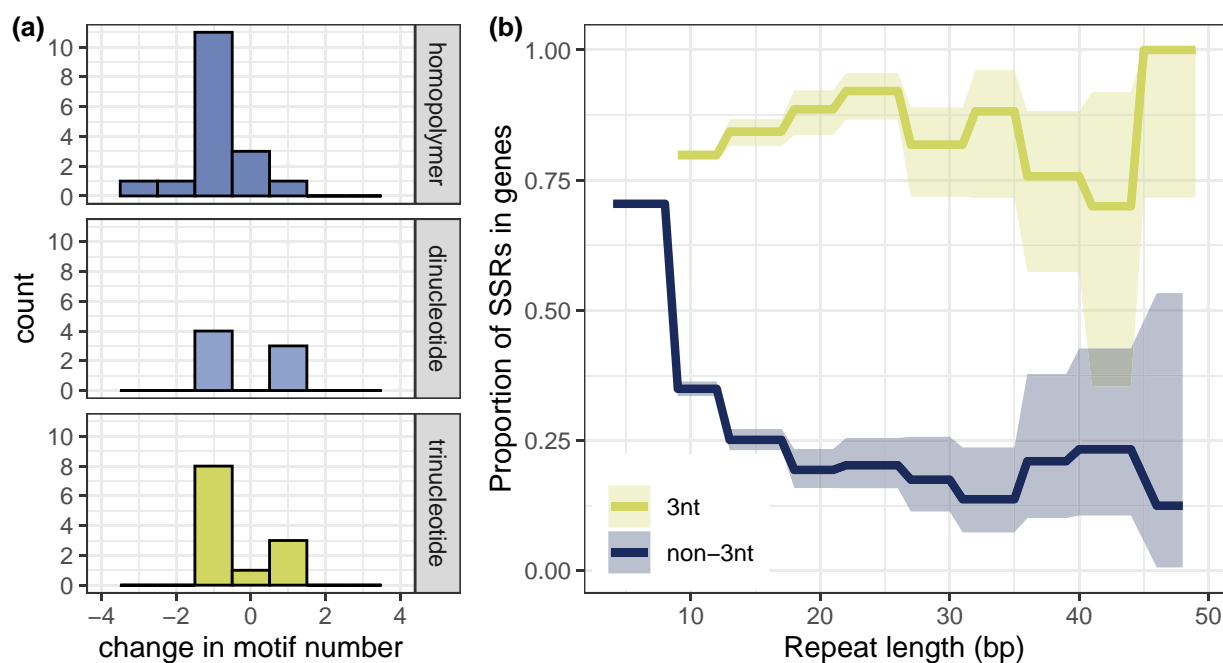 (a)
10
8
6
4
2
0
homopolymer
10
8
6
4
2
0
dinucleotide
10
8
6
4
2
0
trinucleotide
count
−4 −2 0 2 4
change in motif number
(b)
1.00
0.75
0.50
0.25
0.00
Proportion of SSRs in genes
3nt
non−3nt
10 20 30 40 50
Repeat length (bp)